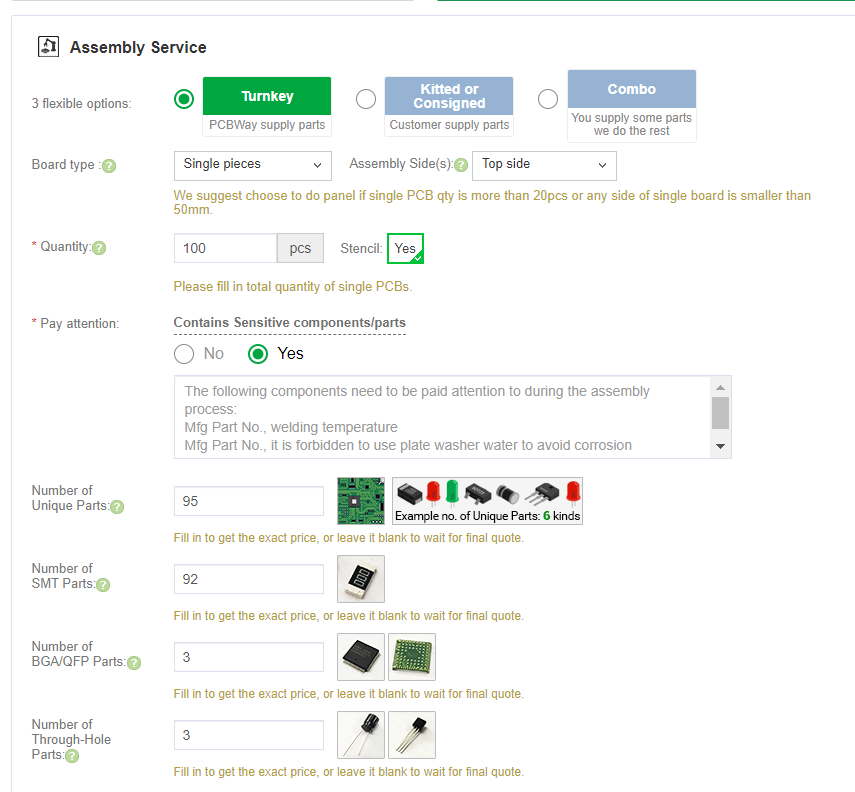 Assembly Service
3 flexible options:
Turnkey
PCBWay supply parts
Kitted or
Consigned
Customer supply parts
Combo
You supply some parts
we do the rest
Board type :?
Single pieces
Assembly Side(s):?
Top side
We suggest choose to do panel if single PCB qty is more than 20pcs or any side of single board is smaller than
50mm.
* Quantity:?
100 pcs
Stencil: Yes
Please fill in total quantity of single PCBs.
* Pay attention:
Contains Sensitive components/parts
No Yes
The following components need to be paid attention to during the assembly
process:
Mfg Part No., welding temperature
Mfg Part No., it is forbidden to use plate washer water to avoid corrosion
Number of
Unique Parts:?
95
Example no. of Unique Parts: 6 kinds
Fill in to get the exact price, or leave it blank to wait for final quote.
Number of
SMT Parts:?
92
Fill in to get the exact price, or leave it blank to wait for final quote.
Number of
BGA/QFP Parts:?
3
Fill in to get the exact price, or leave it blank to wait for final quote.
Number of
Through-Hole
Parts:?
3
Fill in to get the exact price, or leave it blank to wait for final quote.